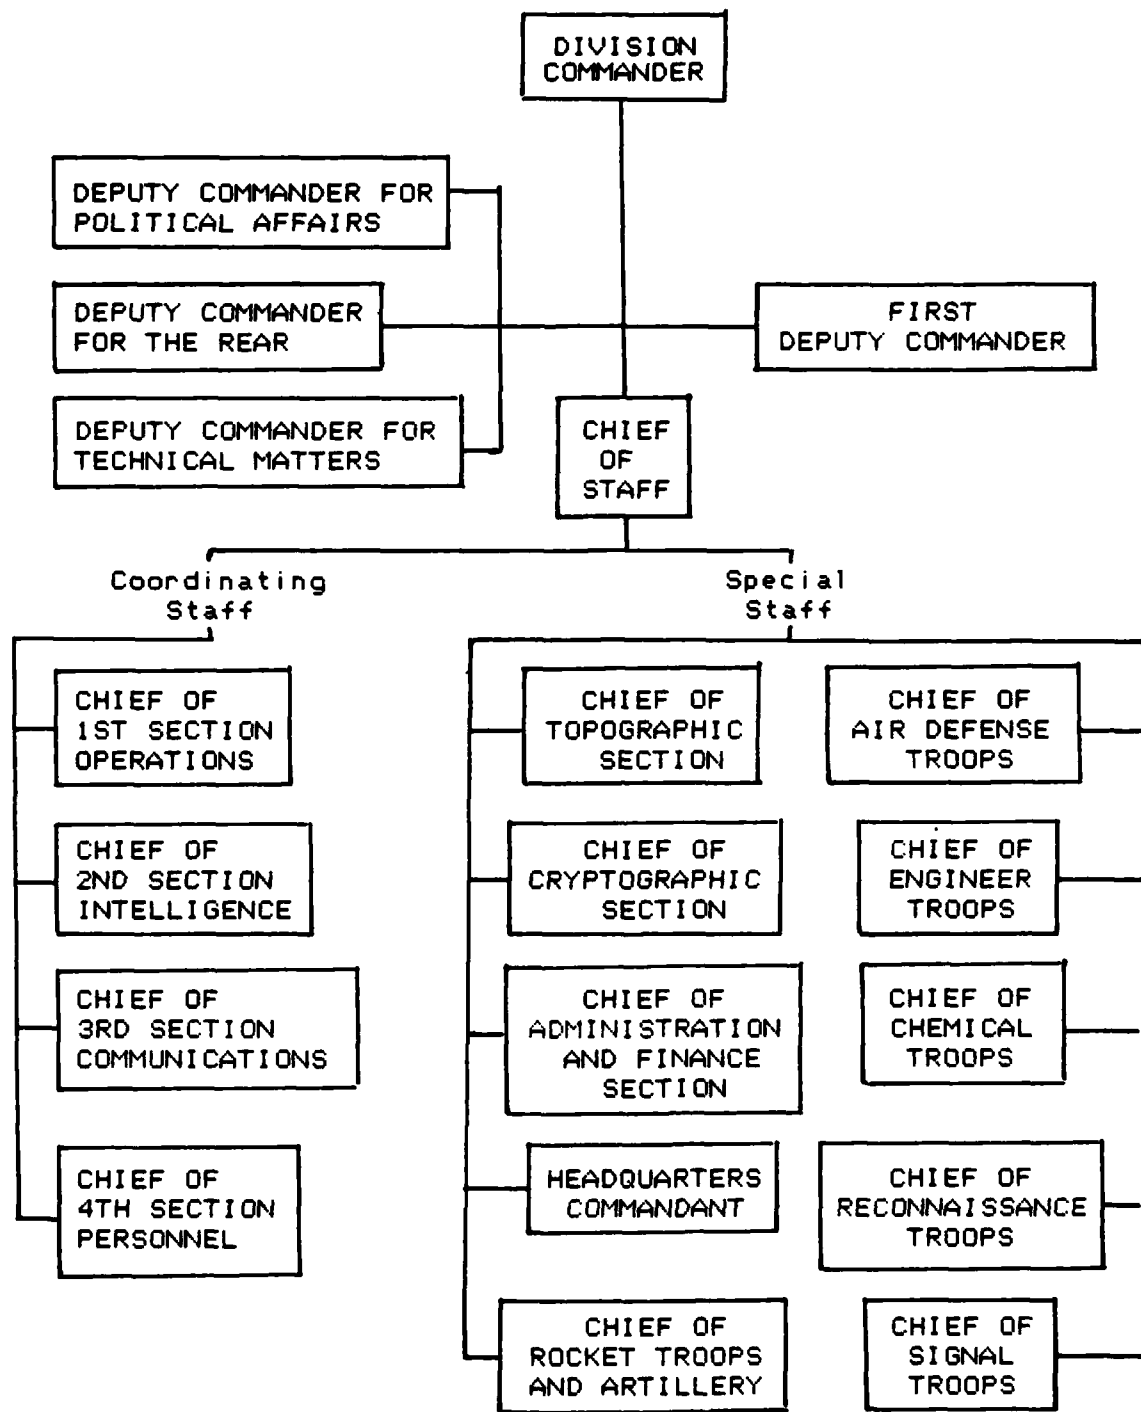 DIVISION
COMMANDER
DEPUTY COMMANDER FOR
POLITICAL AFFAIRS
DEPUTY COMMANDER
FOR THE REAR
FIRST
DEPUTY COMMANDER
DEPUTY COMMANDER FOR
TECHNICAL MATTERS
CHIEF
OF
STAFF
Coordinating
Staff
Special
Staff
CHIEF OF
1ST SECTION
OPERATIONS
CHIEF OF
2ND SECTION
INTELLIGENCE
CHIEF OF
3RD SECTION
COMMUNICATIONS
CHIEF OF
4TH SECTION
PERSONNEL
CHIEF OF
TOPOGRAPHIC
SECTION
CHIEF OF
CRYPTOGRAPHIC
SECTION
CHIEF OF
ADMINISTRATION
AND FINANCE
SECTION
HEADQUARTERS
COMMANDANT
CHIEF OF
ROCKET TROOPS
AND ARTILLERY
CHIEF OF
AIR DEFENSE
TROOPS
CHIEF OF
ENGINEER
TROOPS
CHIEF OF
CHEMICAL
TROOPS
CHIEF OF
RECONNAISSANCE
TROOPS
CHIEF OF
SIGNAL
TROOPS